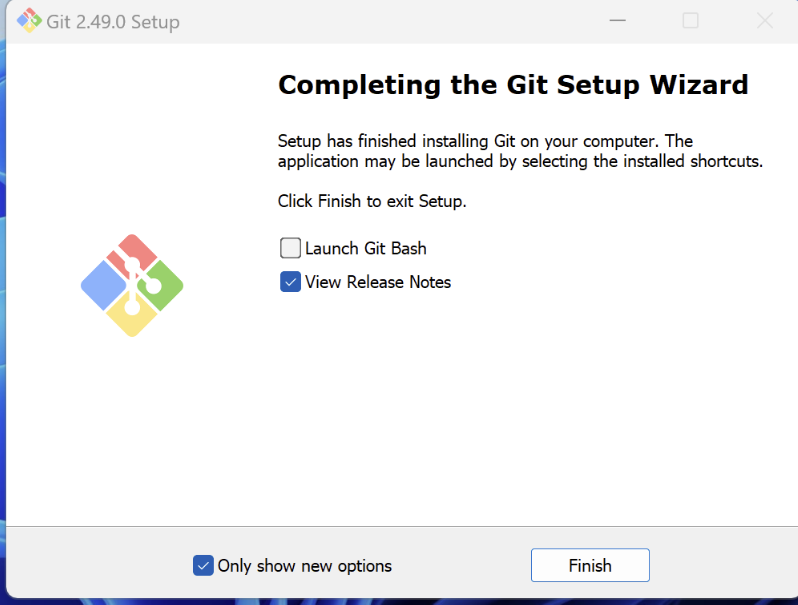 Git 2.49.0 Setup
Completing the Git Setup Wizard
Setup has finished installing Git on your computer. The
application may be launched by selecting the installed shortcuts.
Click Finish to exit Setup.
Launch Git Bash
View Release Notes
Only show new options
Finish